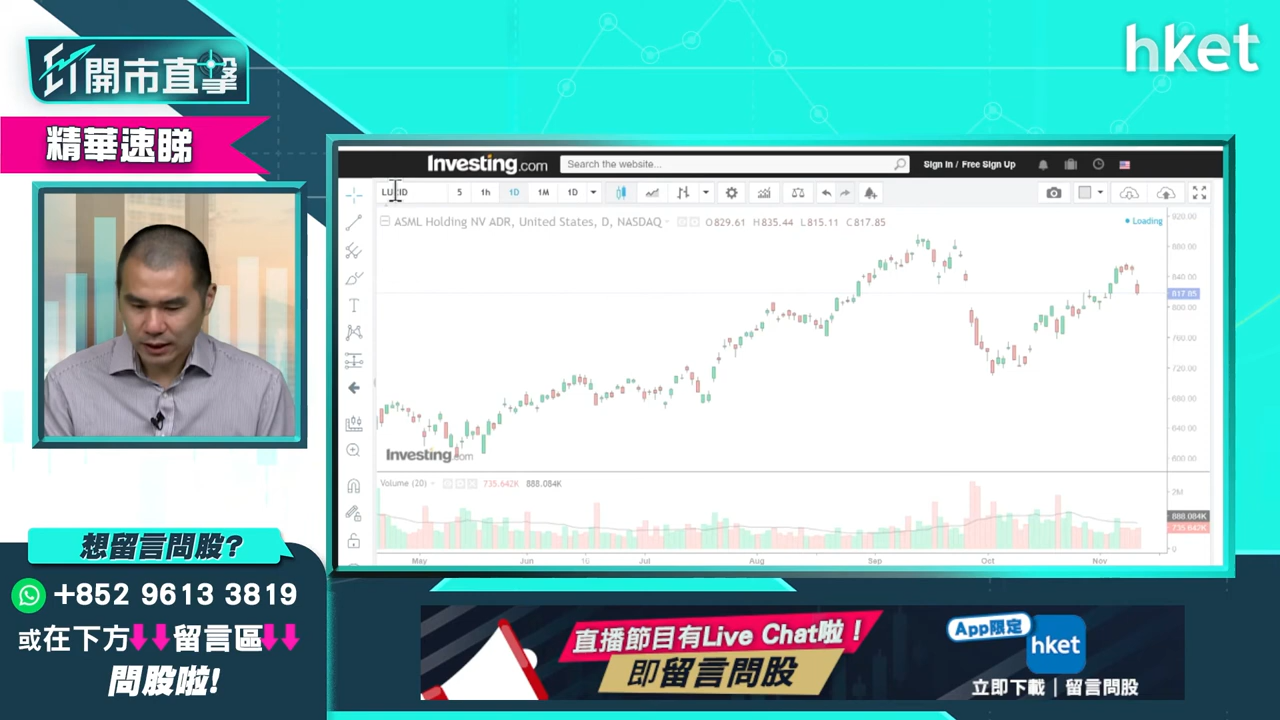 hket
ET開市直擊
精華速睇
Investing.com
Search the website...
Sign In / Free Sign Up
LUCID
5
1h
1D
1M
1D
ASML Holding NV ADR, United States, D, NASDAQ
O829.61 H835.44 L815.11 C817.85
Loading
920.00
880.00
840.00
817.85
800.00
760.00
720.00
680.00
640.00
600.00
Investing.com
Volume (20)
735.642K
888.084K
2M
888.084K
735.642K
0
May
Jun
16
Jul
Aug
Sep
Oct
Nov
想留言問股?
+852 9613 3819
或在下方留言區
問股啦!
直播節目有Live Chat啦！
即留言問股
App限定
hket
立即下載 | 留言問股